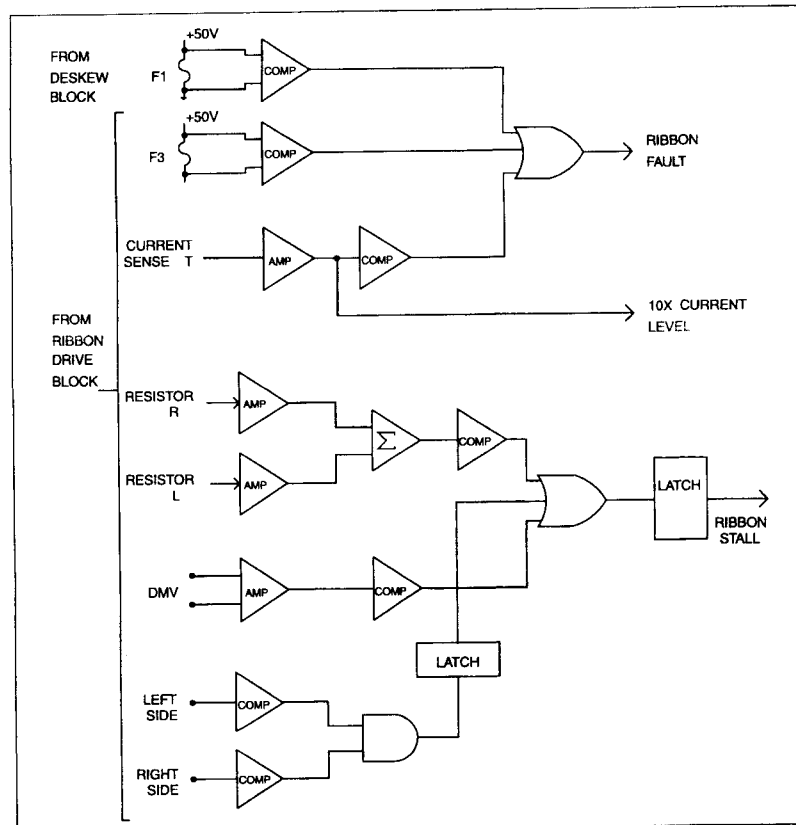 +50V
FROM
DESKEW
BLOCK
F1
COMP
+50V
F3
COMP
RIBBON
FAULT
CURRENT
SENSE T
AMP
COMP
10X CURRENT
LEVEL
FROM
RIBBON
DRIVE
BLOCK
RESISTOR
R
AMP
Σ
COMP
RESISTOR
L
AMP
LATCH
RIBBON
STALL
DMV
AMP
COMP
LATCH
LEFT
SIDE
COMP
RIGHT
SIDE
COMP